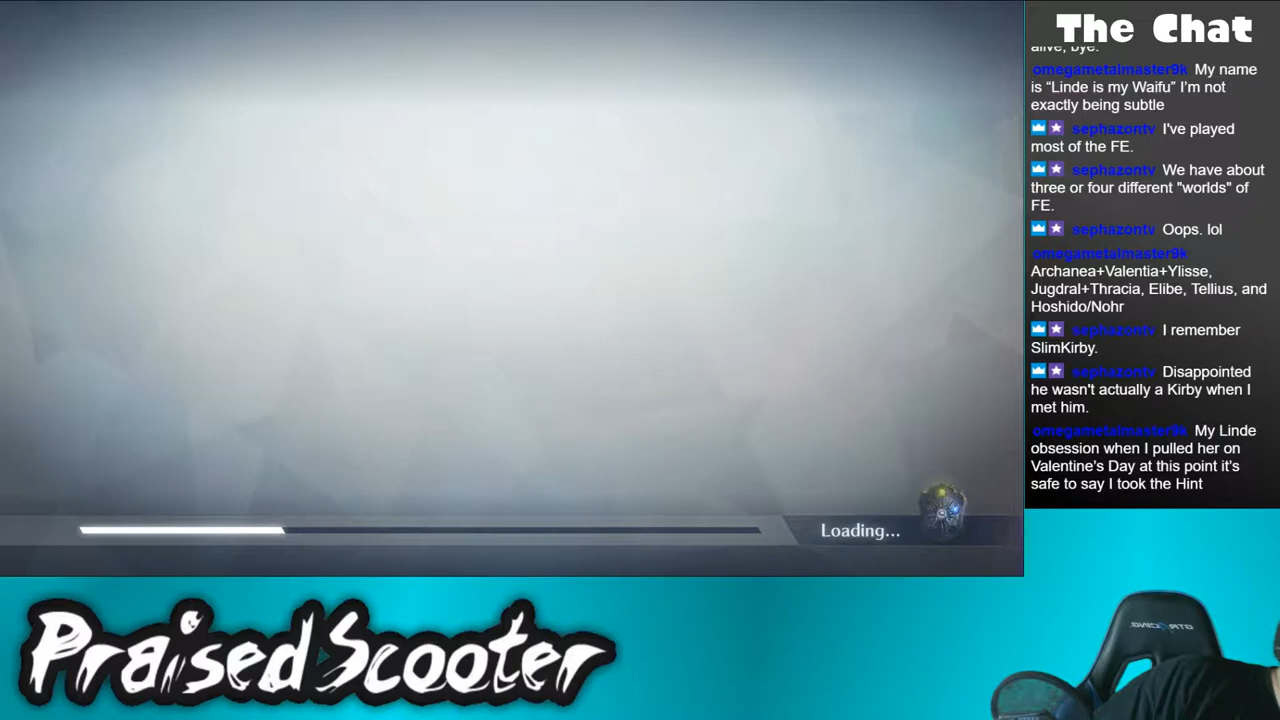 The Chat
alive, bye.
omegametalmaster9k My name
is “Linde is my Waifu” I’m not
exactly being subtle
sephazontv I've played
most of the FE.
sephazontv We have about
three or four different "worlds" of
FE.
sephazontv Oops. lol
omegametalmaster9k
Archanea+Valentia+Ylisse,
Jugdral+Thracia, Elibe, Tellius, and
Hoshido/Nohr
sephazontv I remember
SlimKirby.
sephazontv Disappointed
he wasn't actually a Kirby when I
met him.
omegametalmaster9k My Linde
obsession when I pulled her on
Valentine’s Day at this point it’s
safe to say I took the Hint
Loading...
PraisedScooter
GTRACING